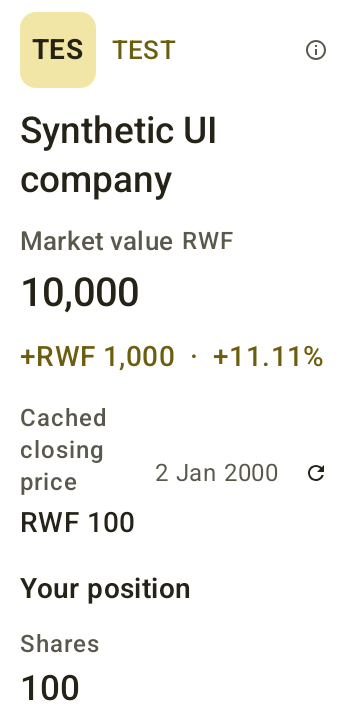 TES TEST
Synthetic UI
company
Market value RWF
10,000
+RWF 1,000 · +11.11%
Cached
closing
price
2 Jan 2000
RWF 100
Your position
Shares
100